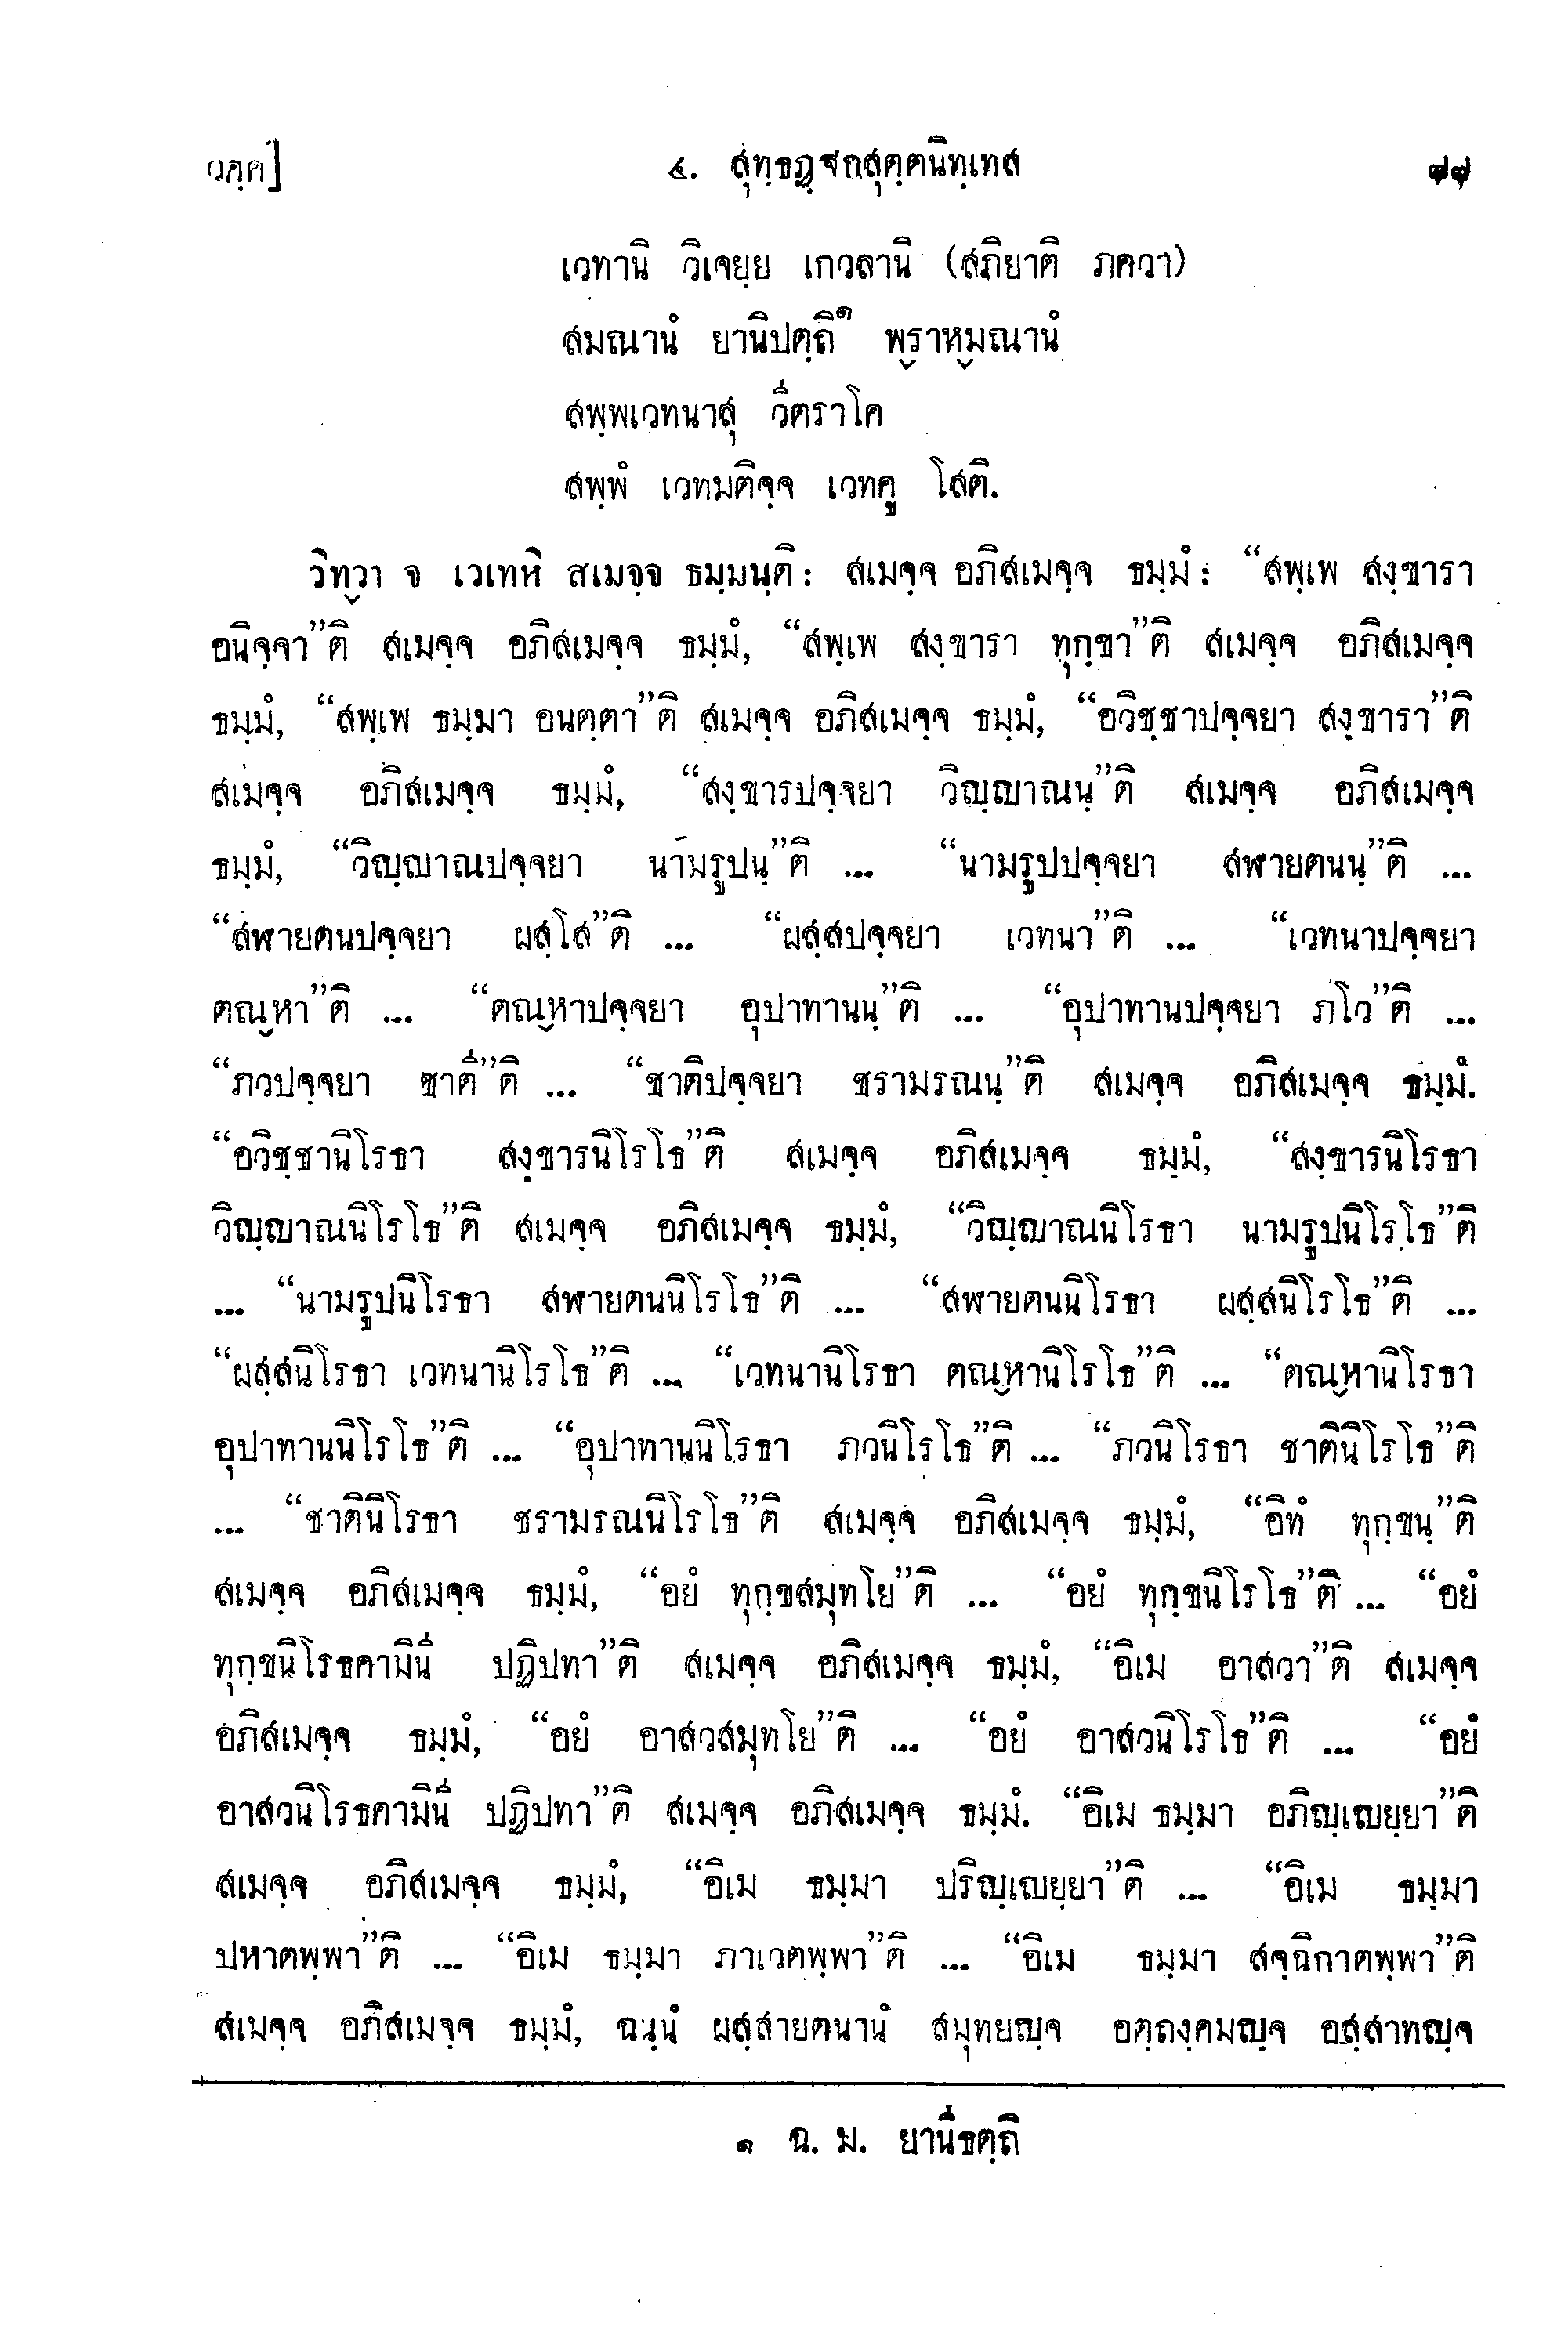 วคฺค]	๔. สุทฺธฏฺฐกสุตฺตนิทฺเทส	๗๗
เวทานิ วิเจยฺย เกวลานิ (สภิยาติ ภควา)
สมณานํ ยานิปตฺถิ๑ พฺราหฺมณานํ
สพฺพเวทนาสุ วีตราโค
สพฺพํ เวทมติจฺจ เวทคู โสติ.
วิทฺวา จ เวเทหิ สเมจฺจ ธมฺมนฺติ: สเมจฺจ อภิสเมจฺจ ธมฺมํ: “สพฺเพ สงฺขารา
อนิจฺจา”ติ สเมจฺจ อภิสเมจฺจ ธมฺมํ, “สพฺเพ สงฺขารา ทุกฺขา”ติ สเมจฺจ อภิสเมจฺจ
ธมฺมํ, “สพฺเพ ธมฺมา อนตฺตา”ติ สเมจฺจ อภิสเมจฺจ ธมฺมํ, “อวิชฺชาปจฺจยา สงฺขารา”ติ
สเมจฺจ อภิสเมจฺจ ธมฺมํ, “สงฺขารปจฺจยา วิญฺญาณนฺ”ติ สเมจฺจ อภิสเมจฺจ
ธมฺมํ, “วิญฺญาณปจฺจยา นามรูปนฺ”ติ ... “นามรูปปจฺจยา สฬายตนนฺ”ติ ...
“สฬายตนปจฺจยา ผสฺโส”ติ ... “ผสฺสปจฺจยา เวทนา”ติ ... “เวทนาปจฺจยา
ตณฺหา”ติ ... “ตณฺหาปจฺจยา อุปาทานนฺ”ติ ... “อุปาทานปจฺจยา ภโว”ติ ...
“ภวปจฺจยา ชาตี”ติ ... “ชาติปจฺจยา ชรามรณนฺ”ติ สเมจฺจ อภิสเมจฺจ ธมฺมํ.
“อวิชฺชานิโรธา สงฺขารนิโรโธ”ติ สเมจฺจ อภิสเมจฺจ ธมฺมํ, “สงฺขารนิโรธา
วิญฺญาณนิโรโธ”ติ สเมจฺจ อภิสเมจฺจ ธมฺมํ, “วิญฺญาณนิโรธา นามรูปนิโรโธ”ติ
... “นามรูปนิโรธา สฬายตนนิโรโธ”ติ ... “สฬายตนนิโรธา ผสฺสนิโรโธ”ติ ...
“ผสฺสนิโรธา เวทนานิโรโธ”ติ ... “เวทนานิโรธา ตณฺหานิโรโธ”ติ ... “ตณฺหานิโรธา
อุปาทานนิโรโธ”ติ ... “อุปาทานนิโรธา ภวนิโรโธ”ติ ... “ภวนิโรธา ชาตินิโรโธ”ติ
... “ชาตินิโรธา ชรามรณนิโรโธ”ติ สเมจฺจ อภิสเมจฺจ ธมฺมํ, “อิทํ ทุกฺขนฺ”ติ
สเมจฺจ อภิสเมจฺจ ธมฺมํ, “อยํ ทุกฺขสมุทโย”ติ ... “อยํ ทุกฺขนิโรโธ”ติ ... “อยํ
ทุกฺขนิโรธคามินี ปฏิปทา”ติ สเมจฺจ อภิสเมจฺจ ธมฺมํ, “อิเม อาสวา”ติ สเมจฺจ
อภิสเมจฺจ ธมฺมํ, “อยํ อาสวสมุทโย”ติ ... “อยํ อาสวนิโรโธ”ติ ... “อยํ
อาสวนิโรธคามินี ปฏิปทา”ติ สเมจฺจ อภิสเมจฺจ ธมฺมํ. “อิเม ธมฺมา อภิญฺเญยฺยา”ติ
สเมจฺจ อภิสเมจฺจ ธมฺมํ, “อิเม ธมฺมา ปริญฺเญยฺยา”ติ ... “อิเม ธมฺมา
ปหาตพฺพา”ติ ... “อิเม ธมฺมา ภาเวตพฺพา”ติ ... “อิเม ธมฺมา สจฺฉิกาตพฺพา”ติ
สเมจฺจ อภิสเมจฺจ ธมฺมํ, ฉนฺนํ ผสฺสายตนานํ สมุทยญฺจ อตฺถงฺคมญฺจ อสฺสาทญฺจ
๑ ฉ. ม. ยานีธตฺถิ